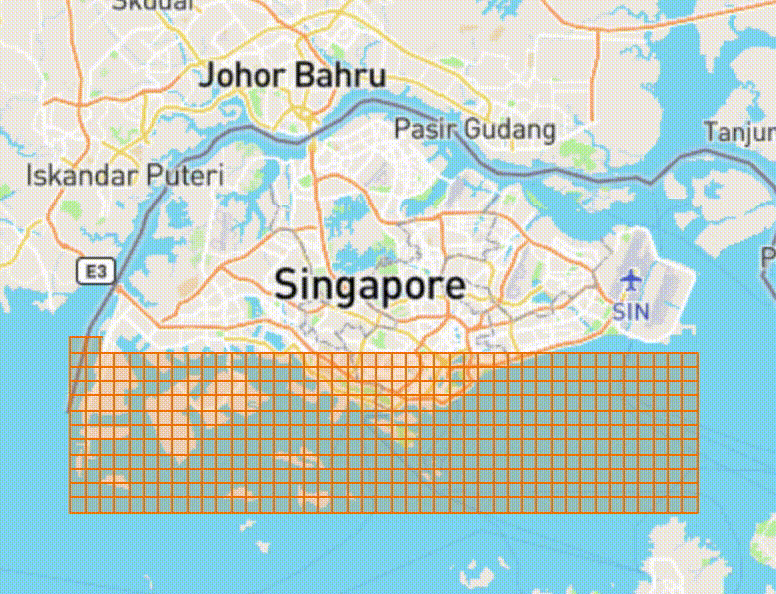 Skudai
Johor Bahru
Pasir Gudang
Tanjun
Iskandar Puteri
E3
Singapore
P
SIN